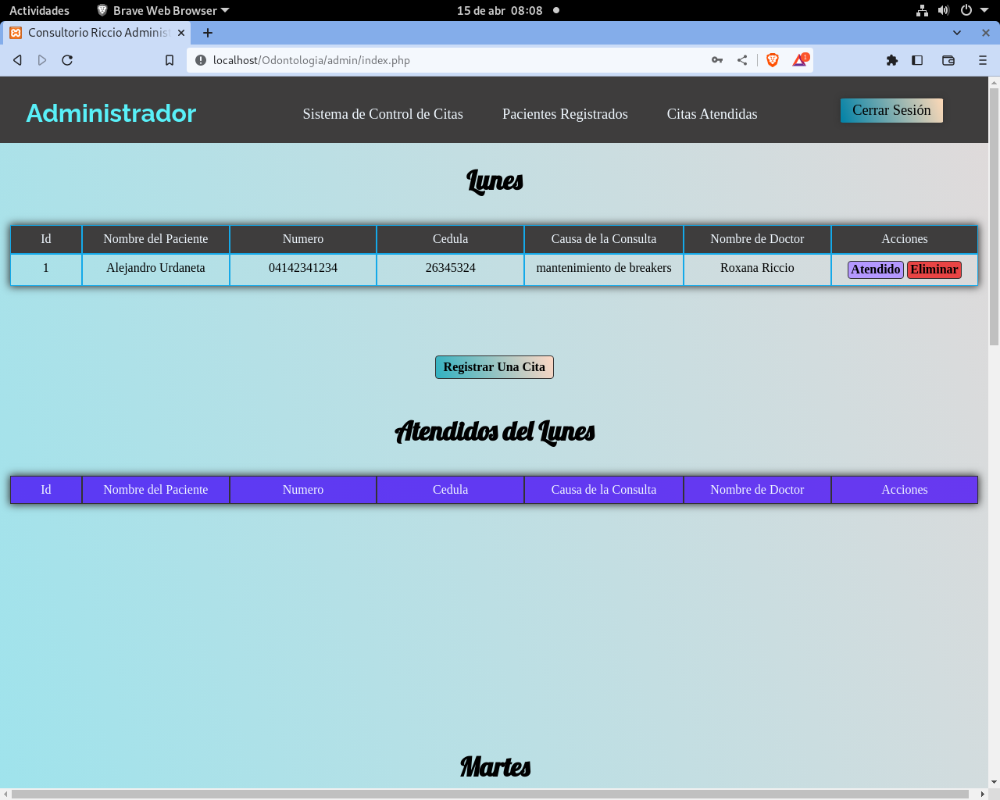 Actividades Brave Web Browser 15 de abr 08:08
Consultorio Riccio Adminis
localhost/Odontologia/admin/index.php 1
Administrador Sistema de Control de Citas Pacientes Registrados Citas Atendidas Cerrar Sesión
Lunes
Id Nombre del Paciente Numero Cedula Causa de la Consulta Nombre de Doctor Acciones
1 Alejandro Urdaneta 04142341234 26345324 mantenimiento de breakers Roxana Riccio Atendido Eliminar
Registrar Una Cita
Atendidos del Lunes
Id Nombre del Paciente Numero Cedula Causa de la Consulta Nombre de Doctor Acciones
Martes